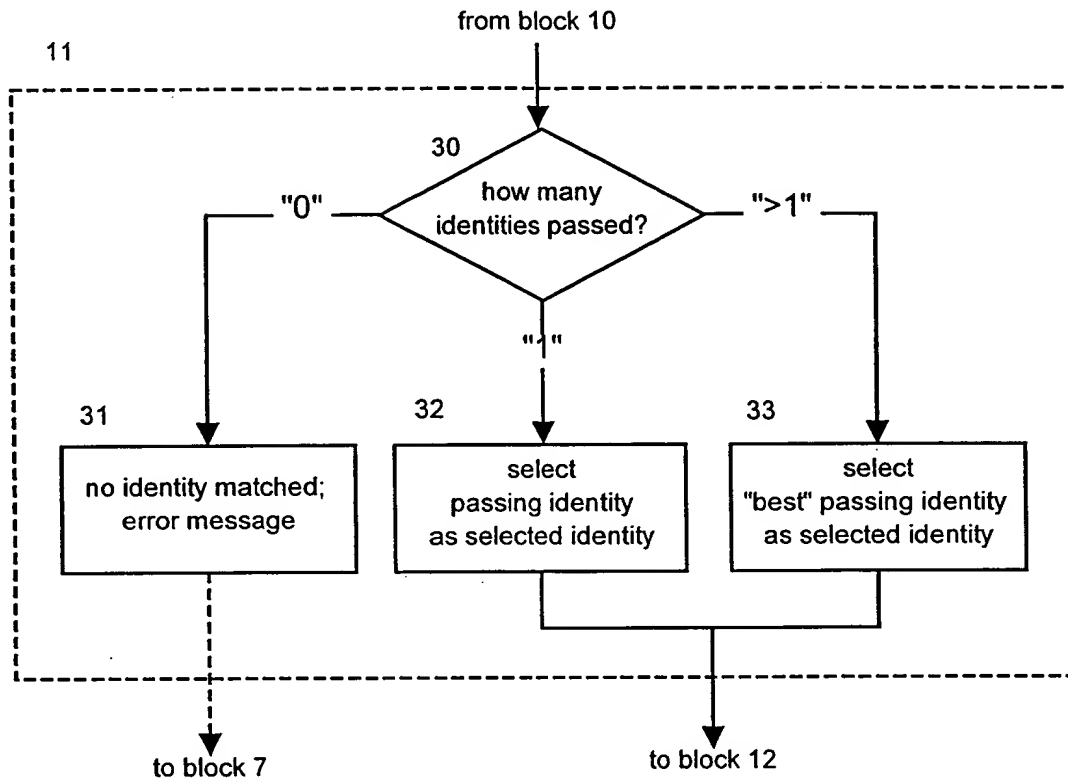 from block 10
11
30
how many
identities passed?
"0"
">1"
31
32
33
no identity matched;
error message
select
passing identity
as selected identity
select
"best" passing identity
as selected identity
to block 7
to block 12